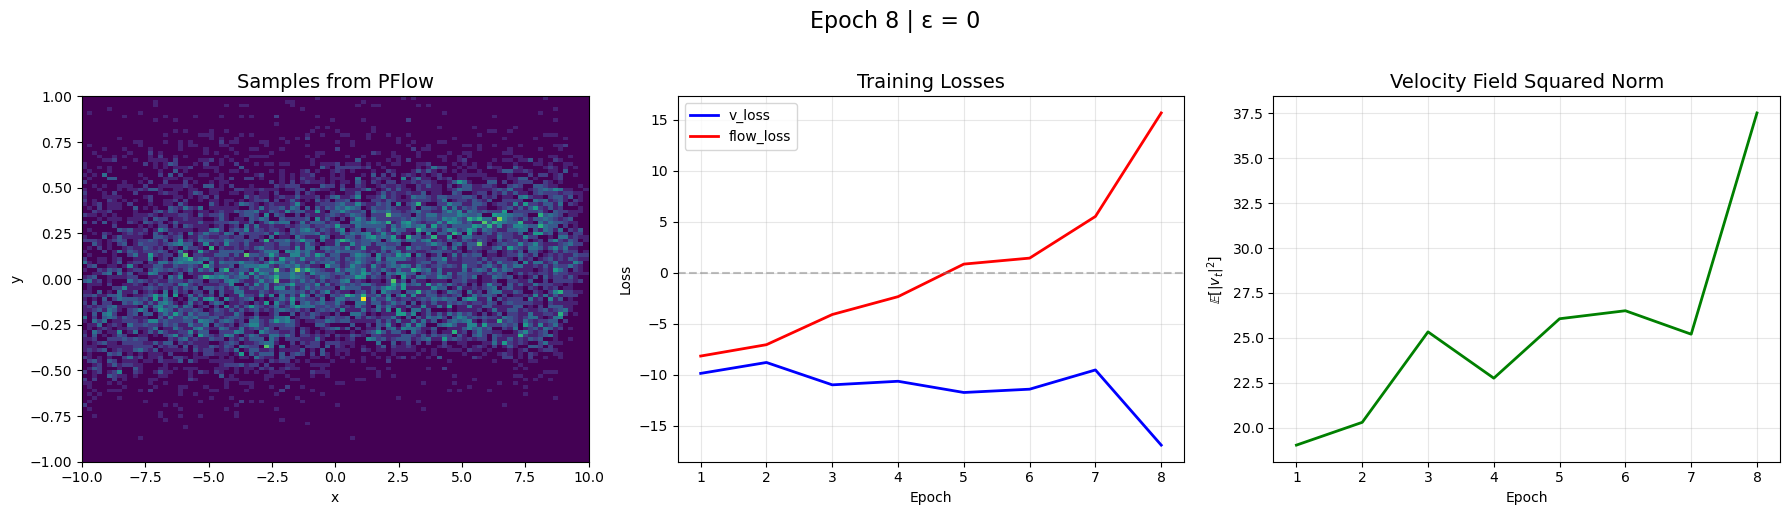 Epoch 8 | ε = 0
Samples from PFlow
1.00
0.75
0.50
0.25
0.00
−0.25
−0.50
−0.75
−1.00
y
−10.0 −7.5 −5.0 −2.5 0.0 2.5 5.0 7.5 10.0
x
Training Losses
v_loss
flow_loss
15
10
5
0
−5
−10
−15
Loss
1 2 3 4 5 6 7 8
Epoch
Velocity Field Squared Norm
37.5
35.0
32.5
30.0
27.5
25.0
22.5
20.0
𝔼[|v_t|²]
1 2 3 4 5 6 7 8
Epoch